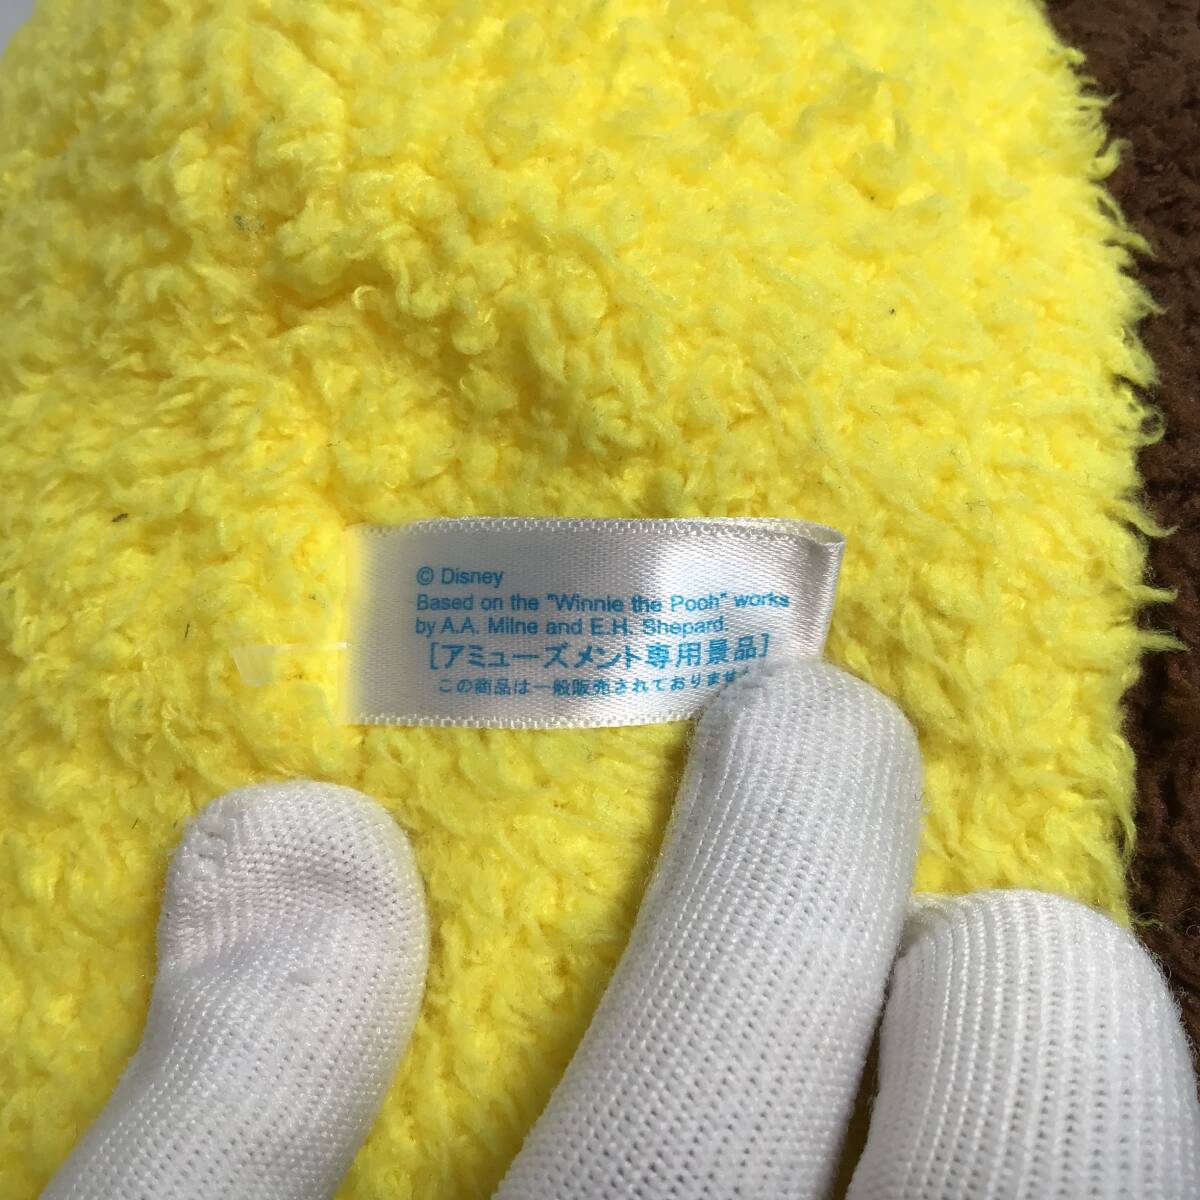 © Disney
Based on the "Winnie the Pooh" works
by A.A. Milne and E.H. Shepard.
[アミューズメント専用景品]
この商品は一般販売されておりません